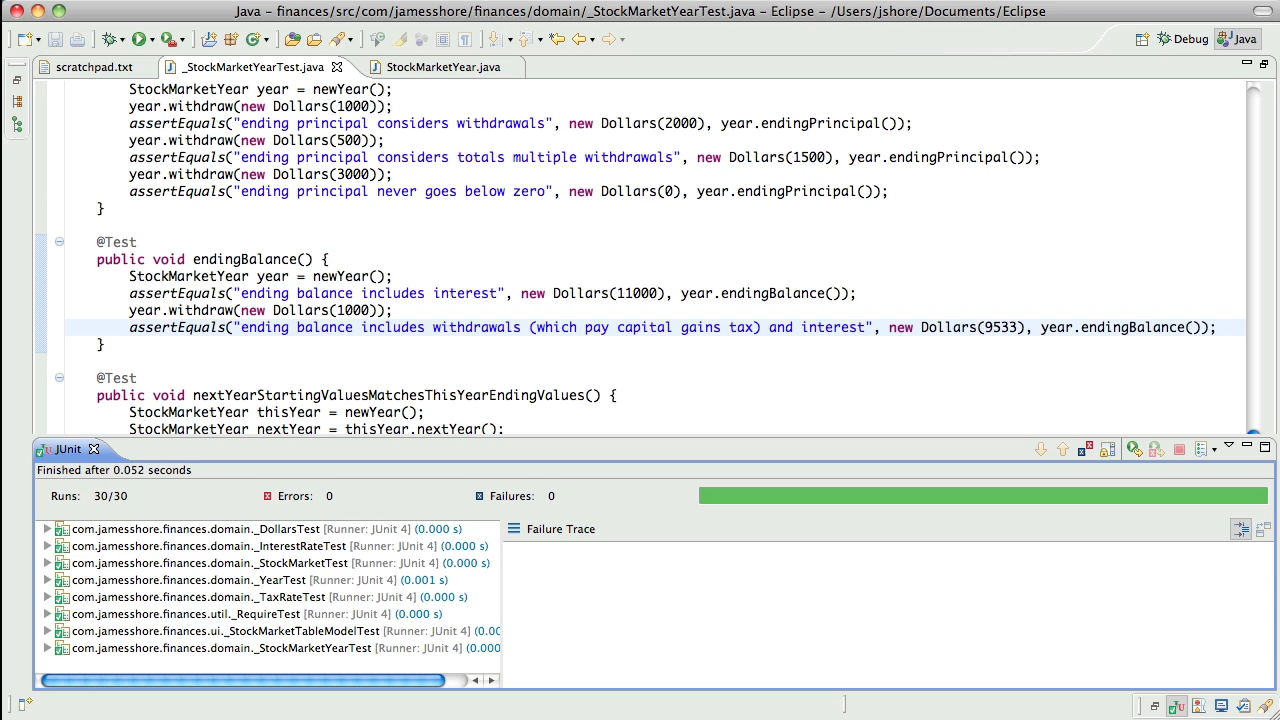 Java – finances/src/com/jamesshore/finances/domain/_StockMarketYearTest.java – Eclipse – /Users/jshore/Documents/Eclipse
Debug Java
scratchpad.txt _StockMarketYearTest.java StockMarketYear.java
StockMarketYear year = newYear();
year.withdraw(new Dollars(1000));
assertEquals("ending principal considers withdrawals", new Dollars(2000), year.endingPrincipal());
year.withdraw(new Dollars(500));
assertEquals("ending principal considers totals multiple withdrawals", new Dollars(1500), year.endingPrincipal());
year.withdraw(new Dollars(3000));
assertEquals("ending principal never goes below zero", new Dollars(0), year.endingPrincipal());
}
@Test
public void endingBalance() {
StockMarketYear year = newYear();
assertEquals("ending balance includes interest", new Dollars(11000), year.endingBalance());
year.withdraw(new Dollars(1000));
assertEquals("ending balance includes withdrawals (which pay capital gains tax) and interest", new Dollars(9533), year.endingBalance());
}
@Test
public void nextYearStartingValuesMatchesThisYearEndingValues() {
StockMarketYear thisYear = newYear();
StockMarketYear nextYear = thisYear.nextYear();
JUnit
Finished after 0.052 seconds
Runs: 30/30 Errors: 0 Failures: 0
com.jamesshore.finances.domain._DollarsTest [Runner: JUnit 4] (0.000 s)
Failure Trace
com.jamesshore.finances.domain._InterestRateTest [Runner: JUnit 4] (0.000 s)
com.jamesshore.finances.domain._StockMarketTest [Runner: JUnit 4] (0.000 s)
com.jamesshore.finances.domain._YearTest [Runner: JUnit 4] (0.001 s)
com.jamesshore.finances.domain._TaxRateTest [Runner: JUnit 4] (0.000 s)
com.jamesshore.finances.util._RequireTest [Runner: JUnit 4] (0.000 s)
com.jamesshore.finances.ui._StockMarketTableModelTest [Runner: JUnit 4] (0.00
com.jamesshore.finances.domain._StockMarketYearTest [Runner: JUnit 4] (0.000